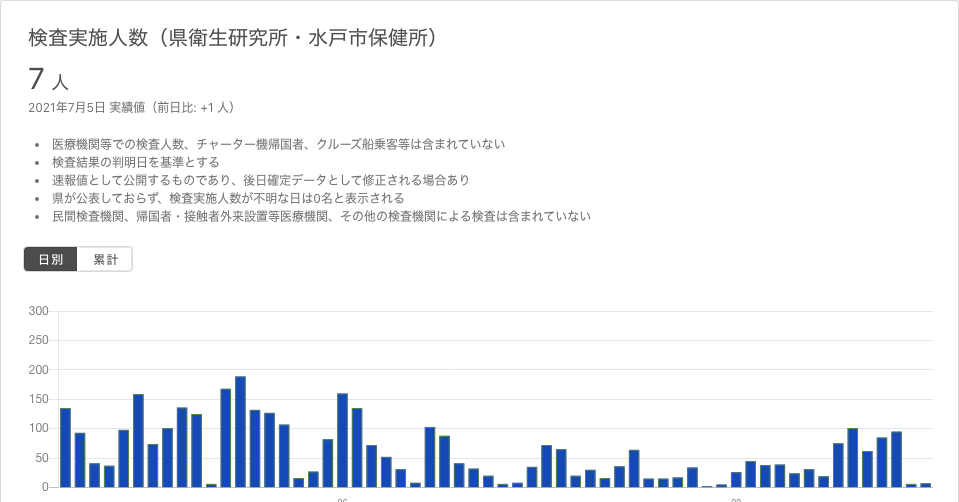 検査実施人数（県衛生研究所・水戸市保健所）
7 人
2021年7月5日 実績値（前日比: +1 人）
• 医療機関等での検査人数、チャーター機帰国者、クルーズ船乗客等は含まれていない
• 検査結果の判明日を基準とする
• 速報値として公開するものであり、後日確定データとして修正される場合あり
• 県が公表しておらず、検査実施人数が不明な日は0名と表示される
• 民間検査機関、帰国者・接触者外来設置等医療機関、その他の検査機関による検査は含まれていない
日別 累計
300
250
200
150
100
50
0